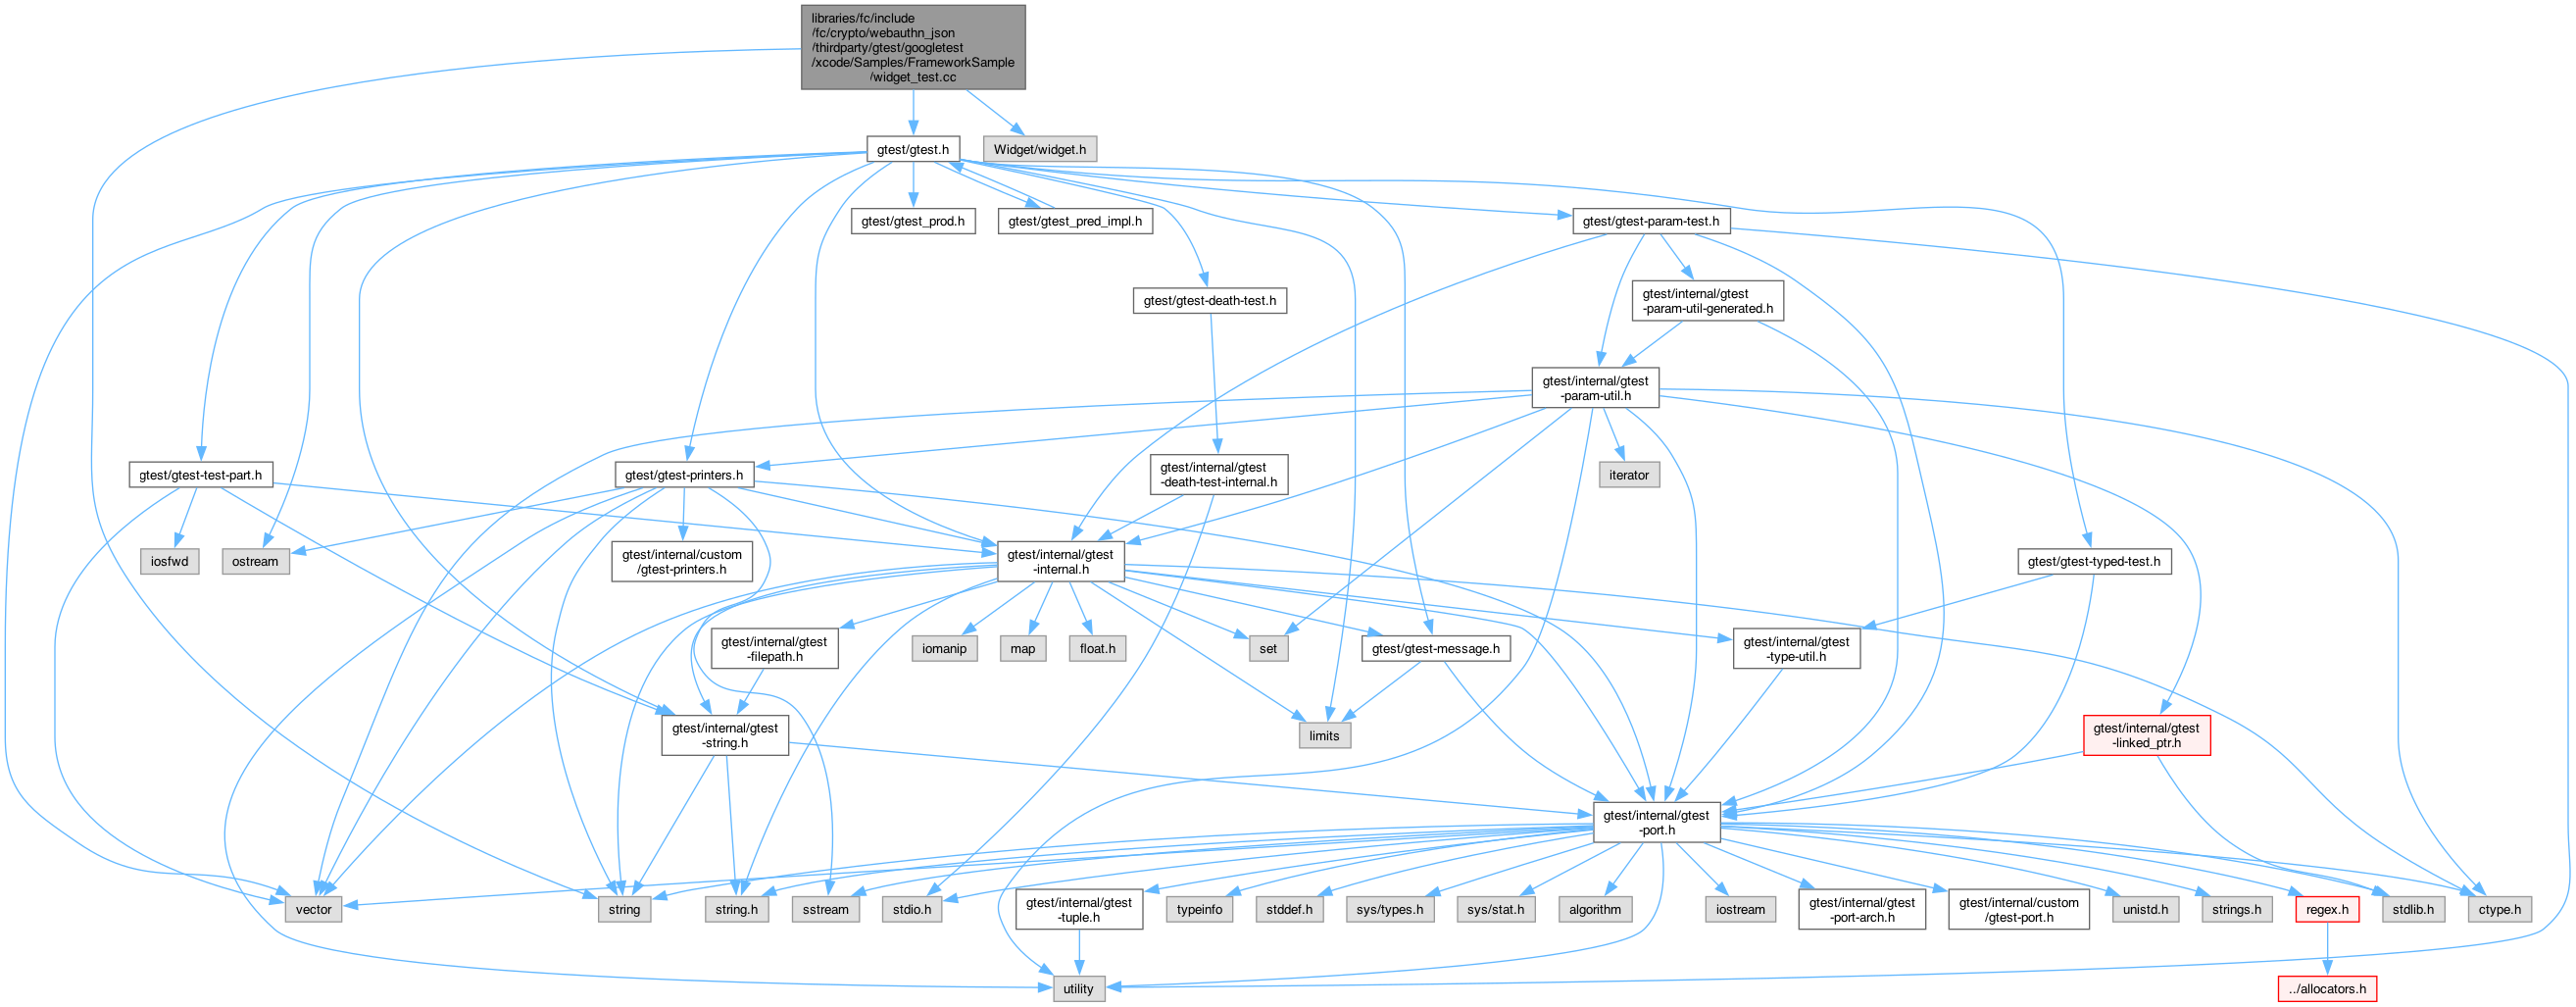 libraries/fc/include
/fc/crypto/webauthn_json
/thirdparty/gtest/googletest
/xcode/Samples/FrameworkSample
/widget_test.cc
gtest/gtest.h
Widget/widget.h
gtest/gtest_prod.h
gtest/gtest_pred_impl.h
gtest/gtest-param-test.h
gtest/gtest-death-test.h
gtest/internal/gtest
-param-util-generated.h
gtest/internal/gtest
-param-util.h
gtest/gtest-test-part.h
gtest/gtest-printers.h
gtest/internal/gtest
-death-test-internal.h
iterator
iosfwd
ostream
gtest/internal/custom
/gtest-printers.h
gtest/internal/gtest
-internal.h
gtest/gtest-typed-test.h
gtest/internal/gtest
-filepath.h
iomanip
map
float.h
set
gtest/gtest-message.h
gtest/internal/gtest
-type-util.h
gtest/internal/gtest
-string.h
limits
gtest/internal/gtest
-linked_ptr.h
gtest/internal/gtest
-port.h
vector
string
string.h
sstream
stdio.h
gtest/internal/gtest
-tuple.h
typeinfo
stddef.h
sys/types.h
sys/stat.h
algorithm
iostream
gtest/internal/gtest
-port-arch.h
gtest/internal/custom
/gtest-port.h
unistd.h
strings.h
regex.h
stdlib.h
ctype.h
utility
../allocators.h